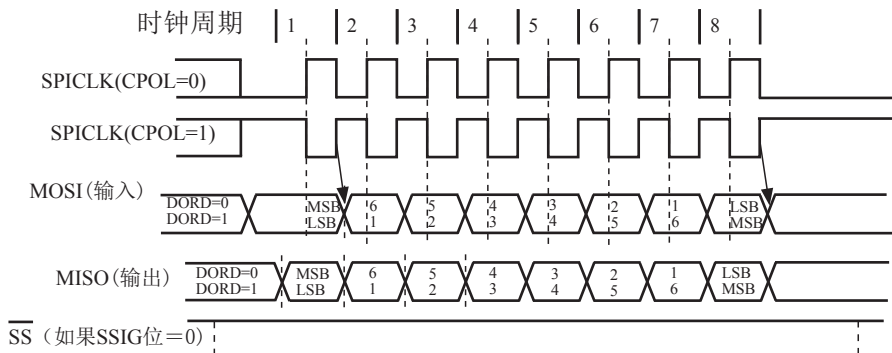 时钟周期 1 2 3 4 5 6 7 8
SPICLK(CPOL=0)
SPICLK(CPOL=1)
MOSI(输入)
DORD=0 MSB 6 5 4 3 2 1 LSB
DORD=1 LSB 1 2 3 4 5 6 MSB
MISO(输出)
DORD=0 MSB 6 5 4 3 2 1 LSB
DORD=1 LSB 1 2 3 4 5 6 MSB
SS(如果SSIG位=0)